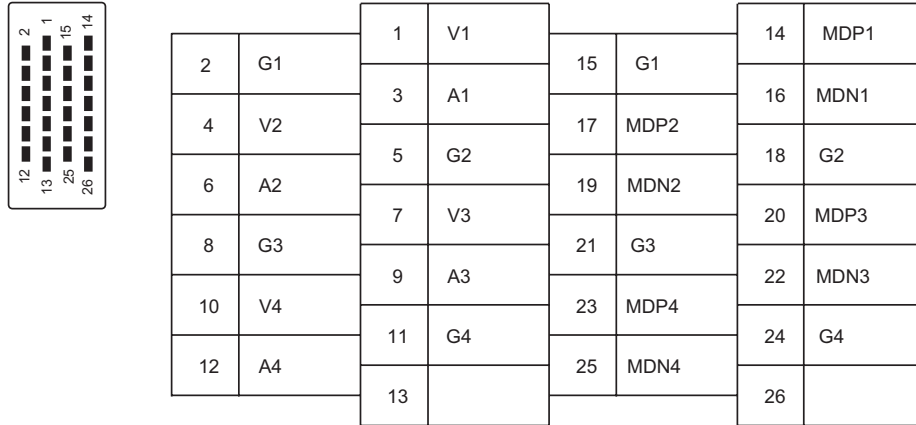 2 1 15 14
12 13 25 26
1 V1
14 MDP1
2 G1
15 G1
3 A1
16 MDN1
4 V2
17 MDP2
5 G2
18 G2
6 A2
19 MDN2
7 V3
20 MDP3
8 G3
21 G3
9 A3
22 MDN3
10 V4
23 MDP4
11 G4
24 G4
12 A4
25 MDN4
13
26